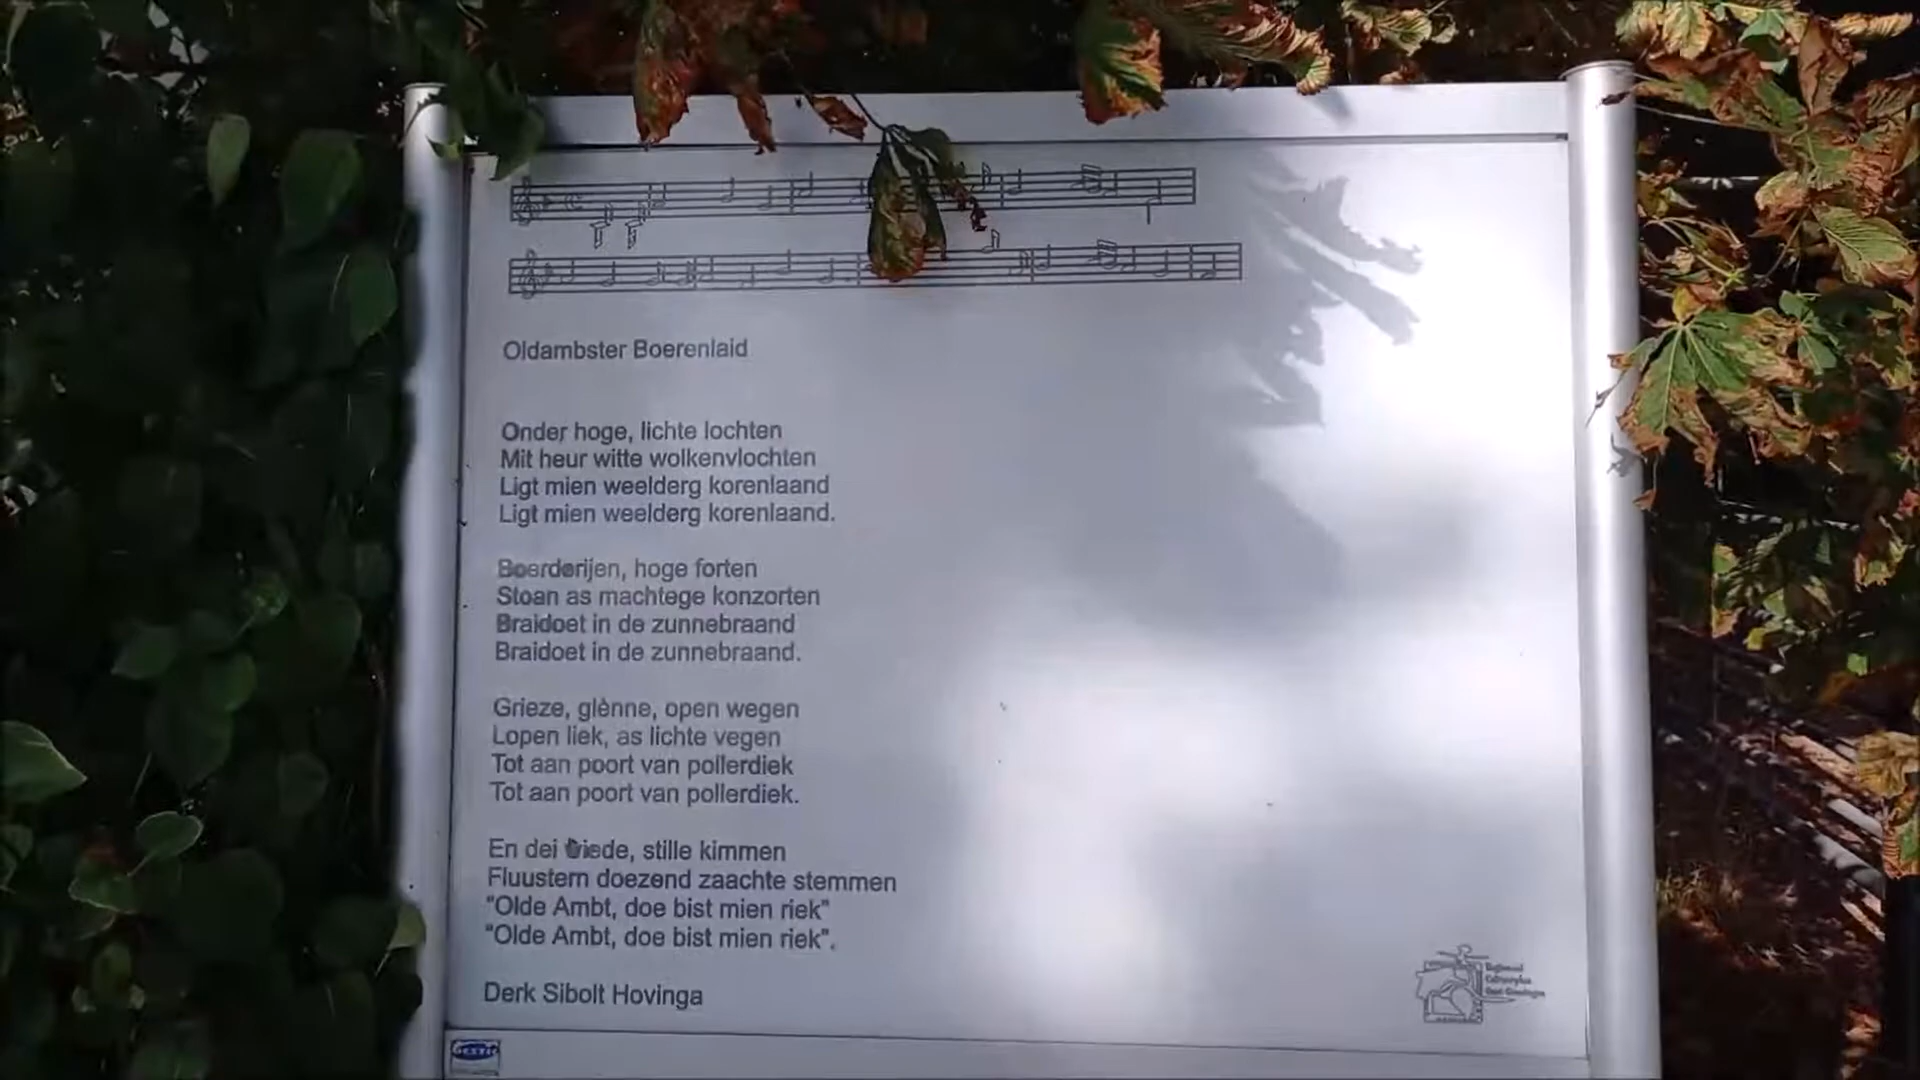 Oldambster Boerenlaid
Onder hoge, lichte lochten
Mit heur witte wolkenvlochten
Ligt mien weelderg korenlaand
Ligt mien weelderg korenlaand.
Boerderijen, hoge forten
Stoan as machtege konzorten
Braidoet in de zunnebraand
Braidoet in de zunnebraand.
Grieze, glènne, open wegen
Lopen liek, as lichte vegen
Tot aan poort van pollerdiek
Tot aan poort van pollerdiek.
En dei wiede, stille kimmen
Fluustern doezend zaachte stemmen
"Olde Ambt, doe bist mien riek"
"Olde Ambt, doe bist mien riek".
Derk Sibolt Hovinga